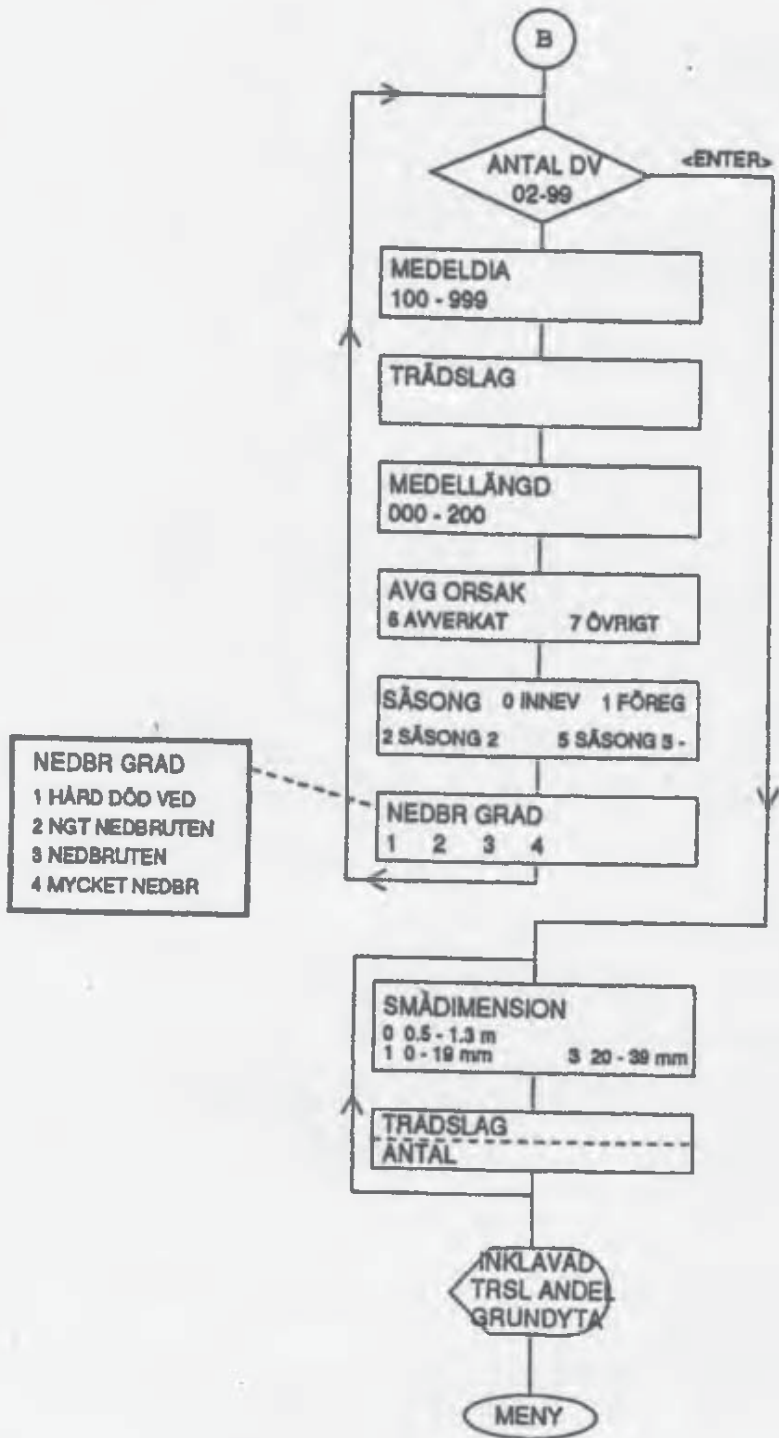 B
<ENTER>
ANTAL DV
02-99
MEDELDIA
100 - 999
TRÄDSLAG
MEDELLÄNGD
000 - 200
AVG ORSAK
6 AVVERKAT 7 ÖVRIGT
SÄSONG 0 INNEV 1 FÖREG
2 SÄSONG 2 5 SÄSONG 3 -
NEDBR GRAD
1 HÅRD DÖD VED
2 NGT NEDBRUTEN
3 NEDBRUTEN
4 MYCKET NEDBR
NEDBR GRAD
1 2 3 4
SMÅDIMENSION
0 0.5 - 1.3 m
1 0 - 19 mm 3 20 - 39 mm
TRÄDSLAG
ANTAL
INKLAVAD
TRSL ANDEL
GRUNDYTA
MENY